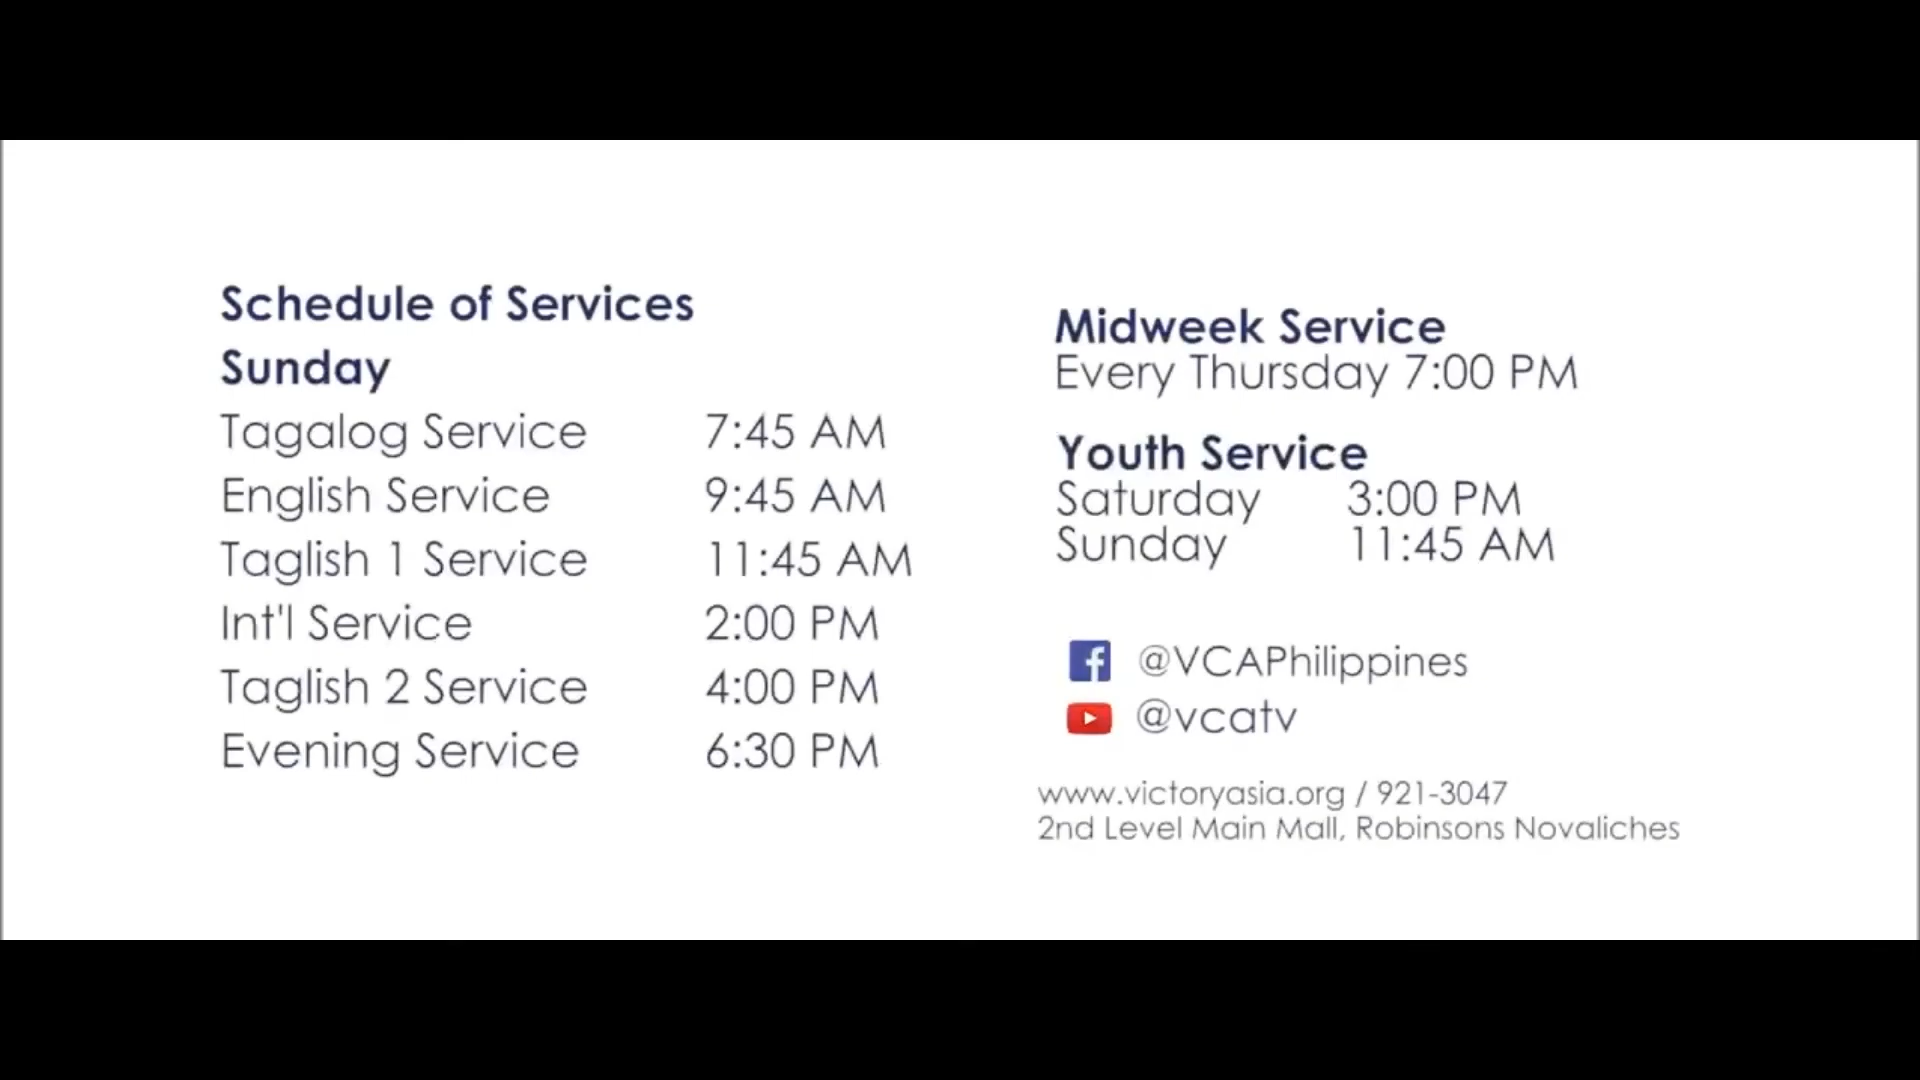 Schedule of Services
Sunday
Tagalog Service 7:45 AM
English Service 9:45 AM
Taglish 1 Service 11:45 AM
Int'l Service 2:00 PM
Taglish 2 Service 4:00 PM
Evening Service 6:30 PM
Midweek Service
Every Thursday 7:00 PM
Youth Service
Saturday 3:00 PM
Sunday 11:45 AM
@VCAPhilippines
@vcatv
www.victoryasia.org / 921-3047
2nd Level Main Mall, Robinsons Novaliches